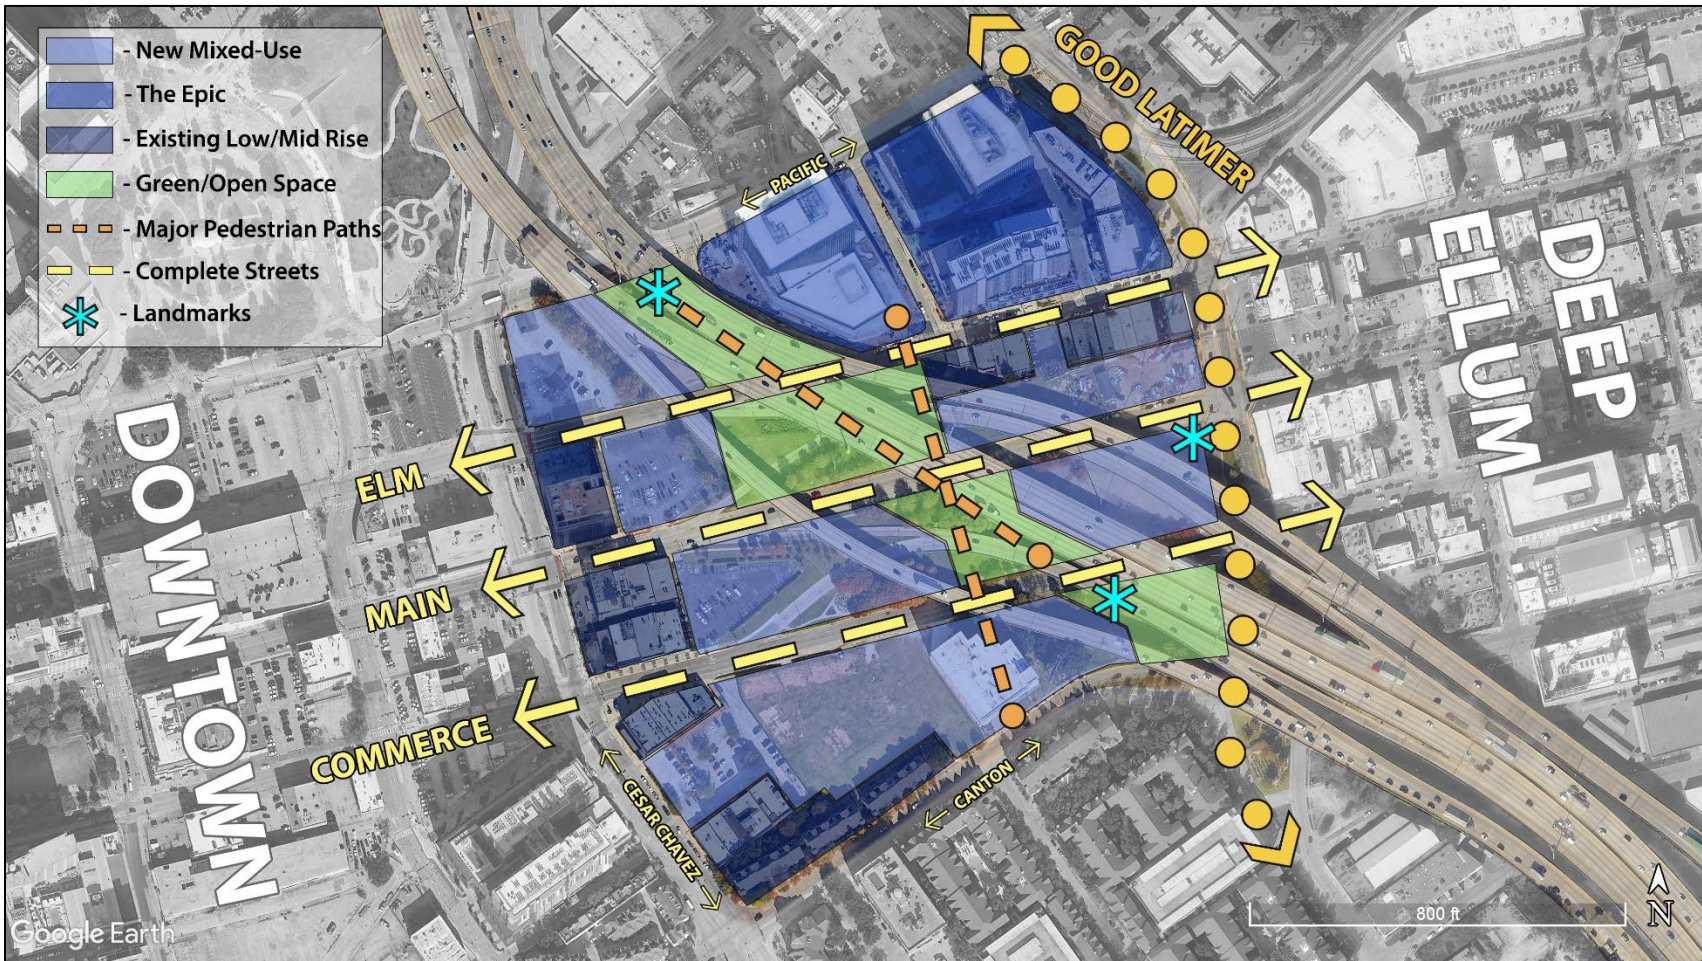 - New Mixed-Use
- The Epic
- Existing Low/Mid Rise
- Green/Open Space
- Major Pedestrian Paths
- Complete Streets
- Landmarks
GOOD LATIMER
PACIFIC
DEEP
ELLUM
DOWNTOWN
ELM
MAIN
COMMERCE
CESAR CHAVEZ
CANTON
800 ft
N
Google Earth